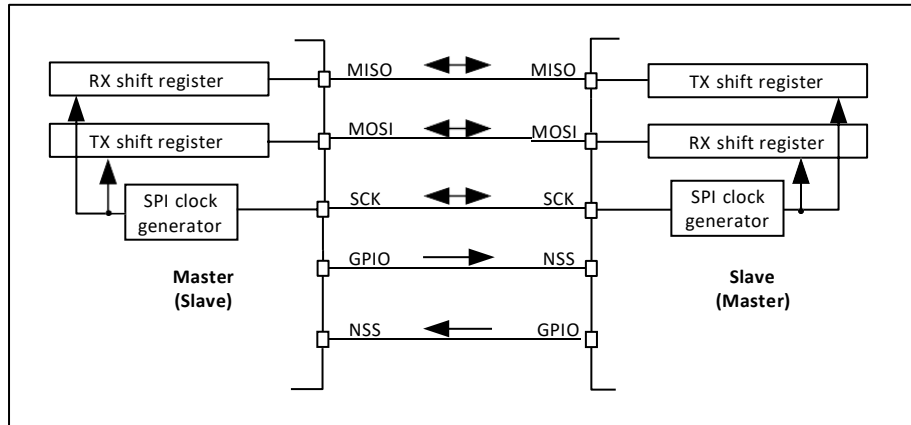 RX shift register
MISO
MISO
TX shift register
TX shift register
MOSI
MOSI
RX shift register
SPI clock
generator
SCK
SCK
SPI clock
generator
Master
(Slave)
GPIO
NSS
Slave
(Master)
NSS
GPIO